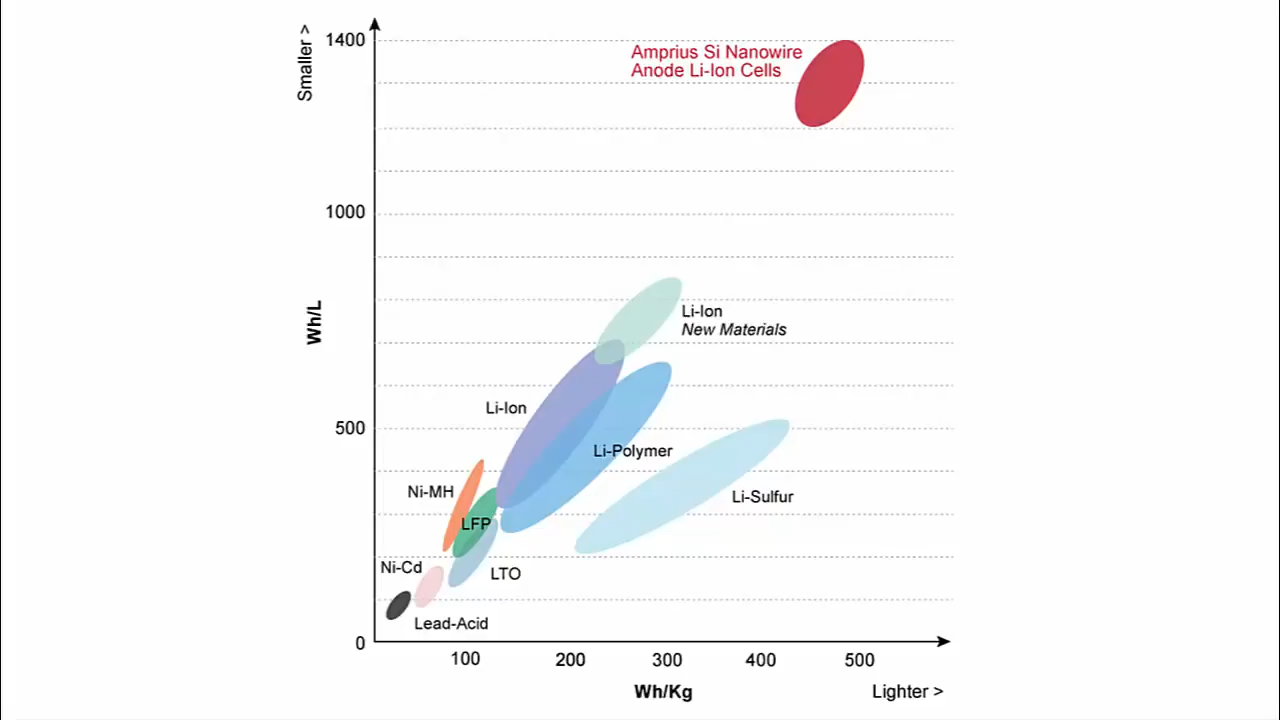 Smaller >
1400
Amprius Si Nanowire
Anode Li-Ion Cells
1000
Wh/L
Li-Ion
New Materials
Li-Ion
500
Li-Polymer
Ni-MH
Li-Sulfur
LFP
Ni-Cd
LTO
Lead-Acid
0
100
200
300
400
500
Wh/Kg
Lighter >